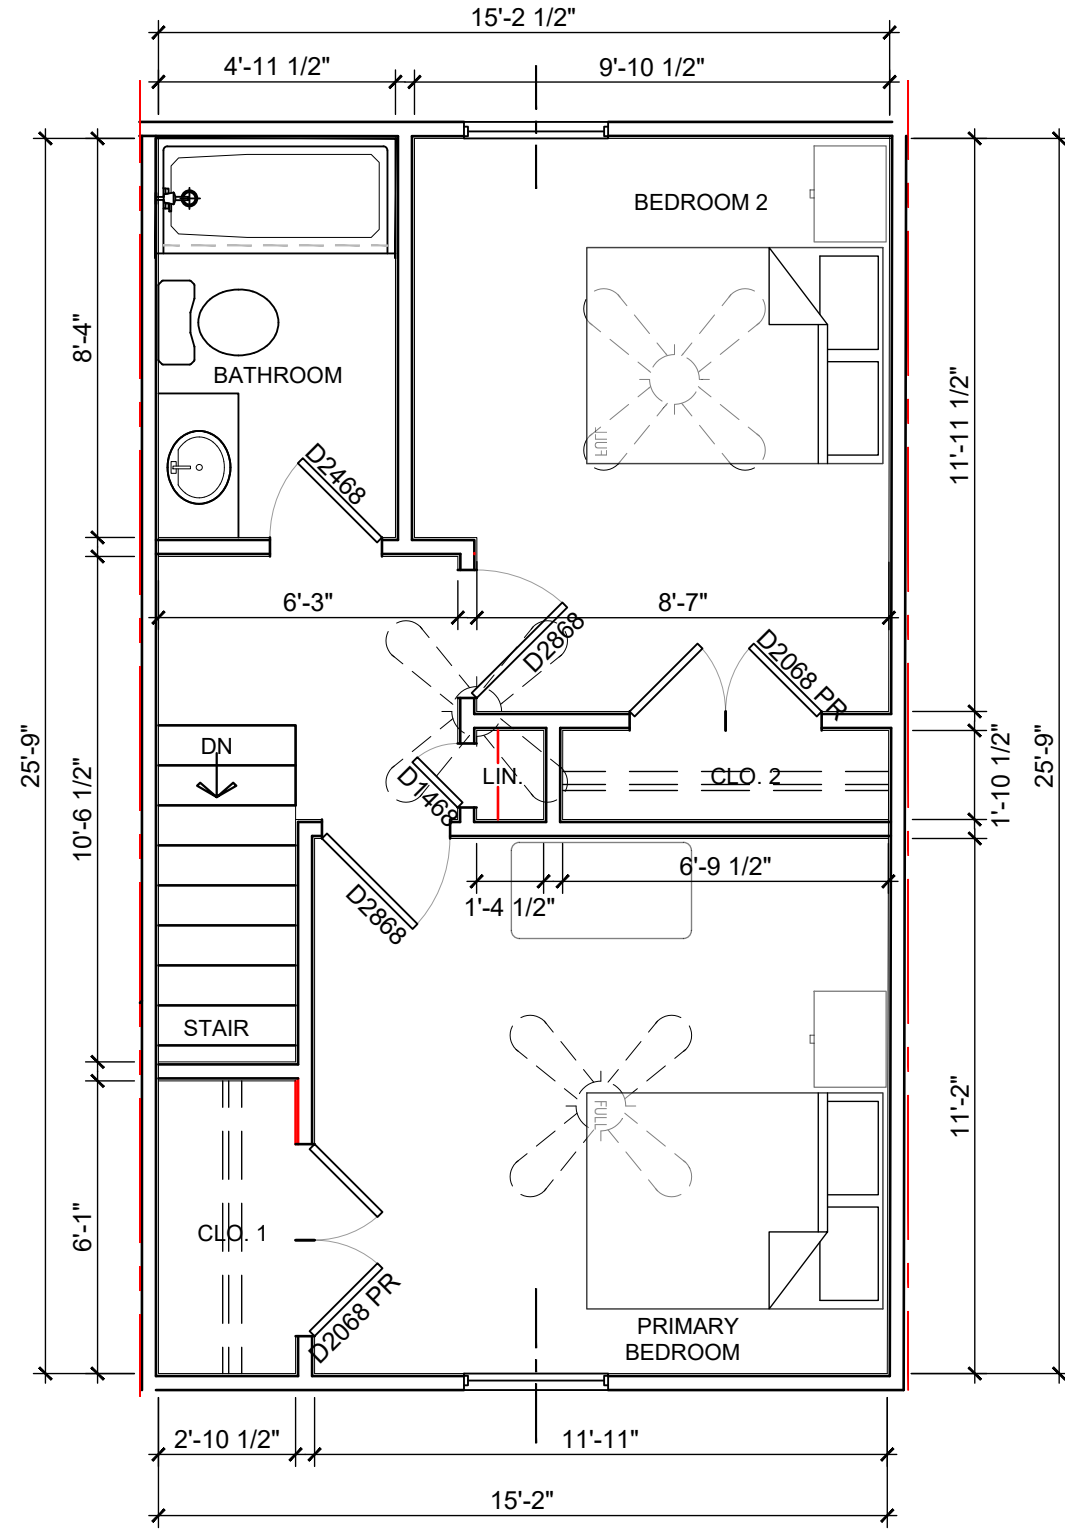 15'-2 1/2"
4'-11 1/2"
9'-10 1/2"
BEDROOM 2
8'-4"
BATHROOM
11'-11 1/2"
FULL
D2468
6'-3"
8'-7"
D2868
D2068 PR
25'-9"
DN
10'-6 1/2"
D1468
LIN.
CLO. 2
1'-10 1/2"
25'-9"
D2868
6'-9 1/2"
1'-4 1/2"
STAIR
FULL
11'-2"
6'-1"
CLO. 1
D2068 PR
PRIMARY
BEDROOM
2'-10 1/2"
11'-11"
15'-2"